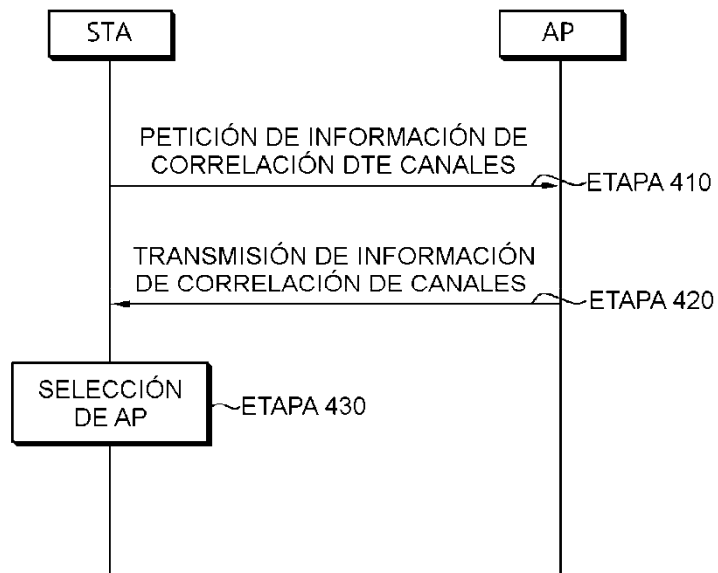 STA
AP
PETICIÓN DE INFORMACIÓN DE
CORRELACIÓN DTE CANALES
ETAPA 410
TRANSMISIÓN DE INFORMACIÓN
DE CORRELACIÓN DE CANALES
ETAPA 420
SELECCIÓN
DE AP
ETAPA 430